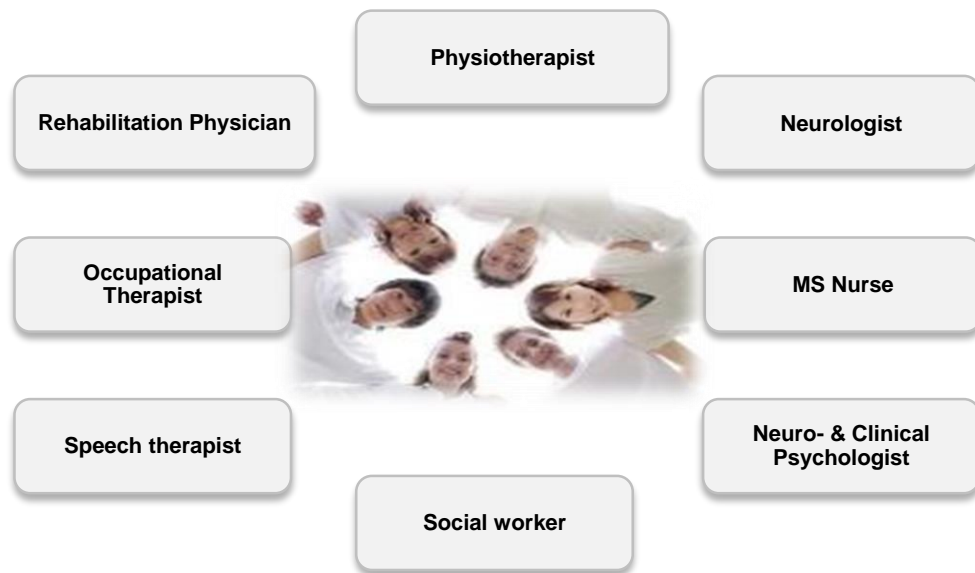 Physiotherapist
Rehabilitation Physician
Neurologist
Occupational
Therapist
MS Nurse
Speech therapist
Neuro- & Clinical
Psychologist
Social worker